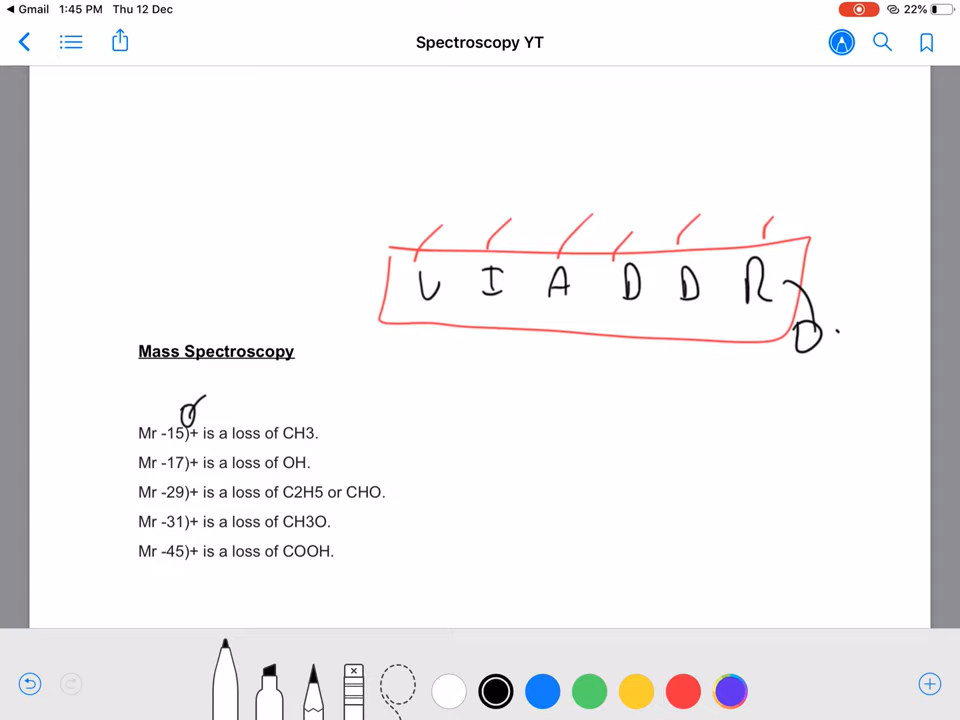 Gmail 1:45 PM Thu 12 Dec 22%
Spectroscopy YT
V I A D D R
D.
Mass Spectroscopy
Mr -15)+ is a loss of CH3.
Mr -17)+ is a loss of OH.
Mr -29)+ is a loss of C2H5 or CHO.
Mr -31)+ is a loss of CH3O.
Mr -45)+ is a loss of COOH.